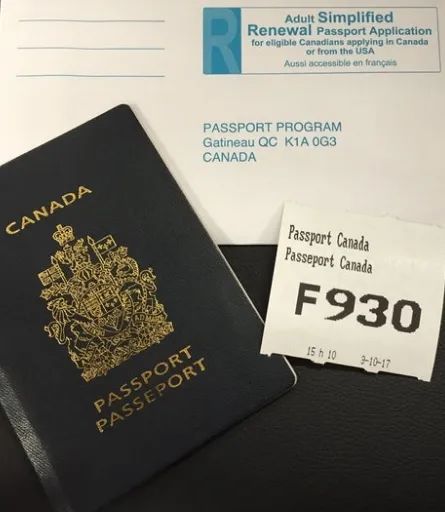 R
Adult Simplified
Renewal Passport Application
for eligible Canadians applying in Canada
or from the USA
Aussi accessible en français
PASSPORT PROGRAM
Gatineau QC K1A 0G3
CANADA
CANADA
PASSPORT
PASSEPORT
Passport Canada
Passeport Canada
F930
15 h 10 3-10-17